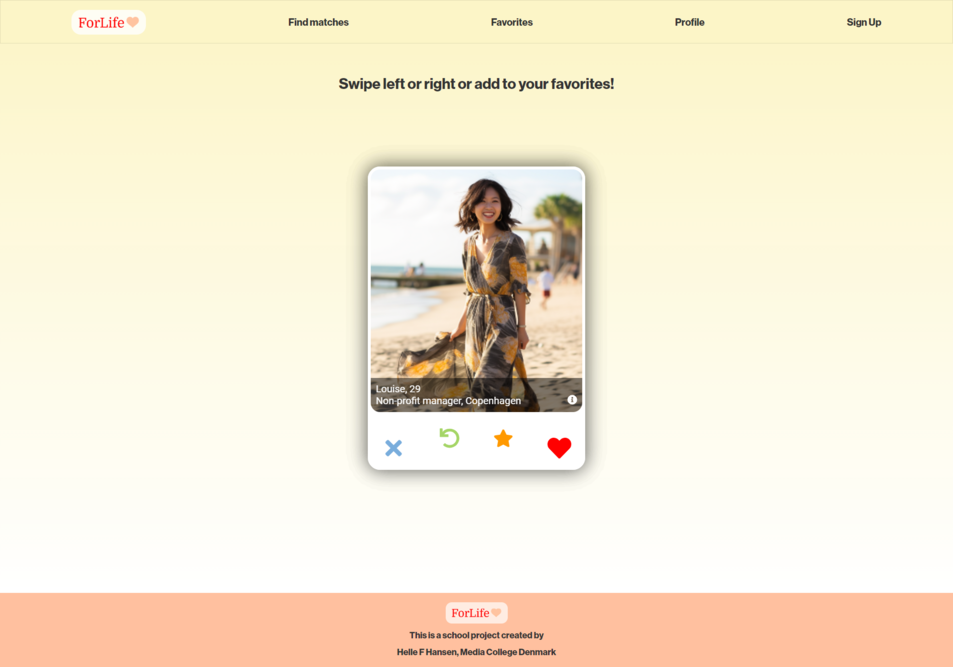 ForLife
Find matches
Favorites
Profile
Sign Up
Swipe left or right or add to your favorites!
Louise, 29
Non-profit manager, Copenhagen
ForLife
This is a school project created by
Helle F Hansen, Media College Denmark